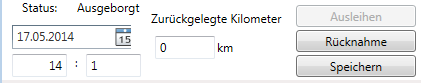 Status: Ausgeborgt
Zurückgelegte Kilometer
Ausleihen
17.05.2014 15
0 km
Rücknahme
14 : 1
Speichern